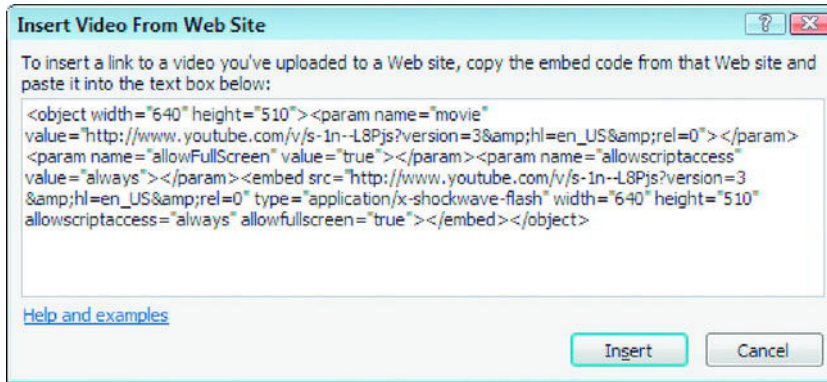 Insert Video From Web Site
To insert a link to a video you've uploaded to a Web site, copy the embed code from that Web site and
paste it into the text box below:
<object width="640" height="510"><param name="movie"
value="http://www.youtube.com/v/s-1n--L8Pjs?version=3&amp;hl=en_US&amp;rel=0"></param>
<param name="allowFullScreen" value="true"></param><param name="allowscriptaccess"
value="always"></param><embed src="http://www.youtube.com/v/s-1n--L8Pjs?version=3
&amp;hl=en_US&amp;rel=0" type="application/x-shockwave-flash" width="640" height="510"
allowscriptaccess="always" allowfullscreen="true"></embed></object>
Help and examples
Insert
Cancel